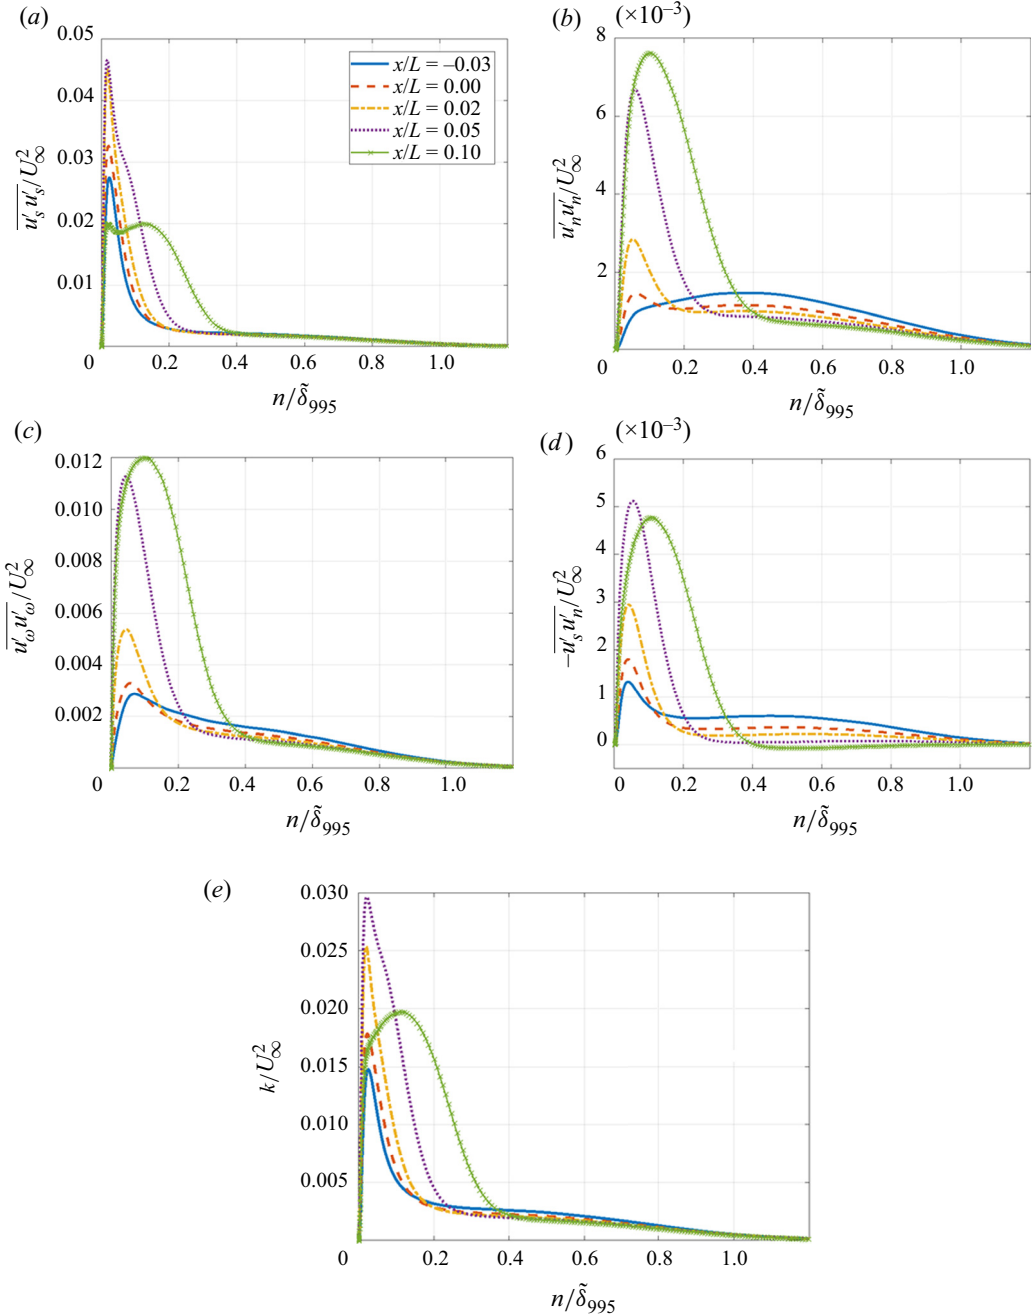 (a)
0.05
0.04
0.03
0.02
0.01
0 0.2 0.4 0.6 0.8 1.0
n/δ̃₉₉₅
u′ₛu′ₛ/U²∞
x/L = –0.03
x/L = 0.00
x/L = 0.02
x/L = 0.05
x/L = 0.10
(b)
(×10⁻³)
8
6
4
2
0 0.2 0.4 0.6 0.8 1.0
n/δ̃₉₉₅
u′ₙu′ₙ/U²∞
(c)
0.012
0.010
0.008
0.006
0.004
0.002
0 0.2 0.4 0.6 0.8 1.0
n/δ̃₉₉₅
u′ωu′ω/U²∞
(d)
(×10⁻³)
6
5
4
3
2
1
0
0 0.2 0.4 0.6 0.8 1.0
n/δ̃₉₉₅
–u′ₛu′ₙ/U²∞
(e)
0.030
0.025
0.020
0.015
0.010
0.005
0 0.2 0.4 0.6 0.8 1.0
n/δ̃₉₉₅
k/U²∞